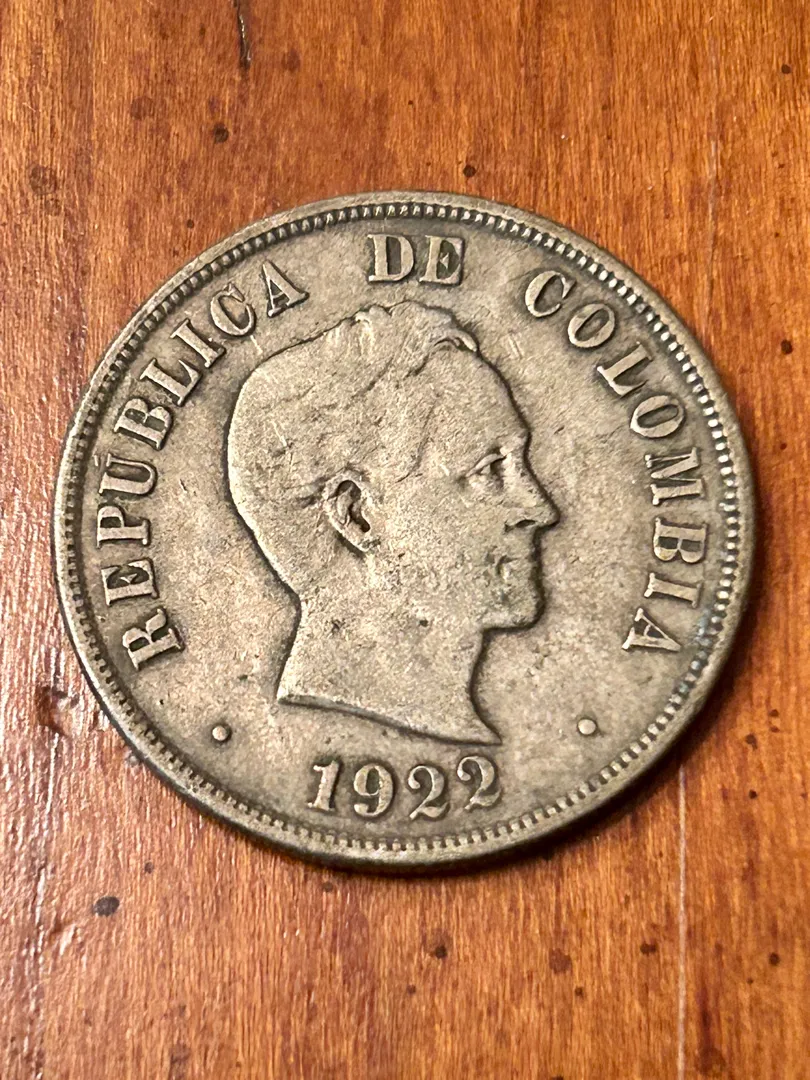 REPÚBLICA DE COLOMBIA
1922